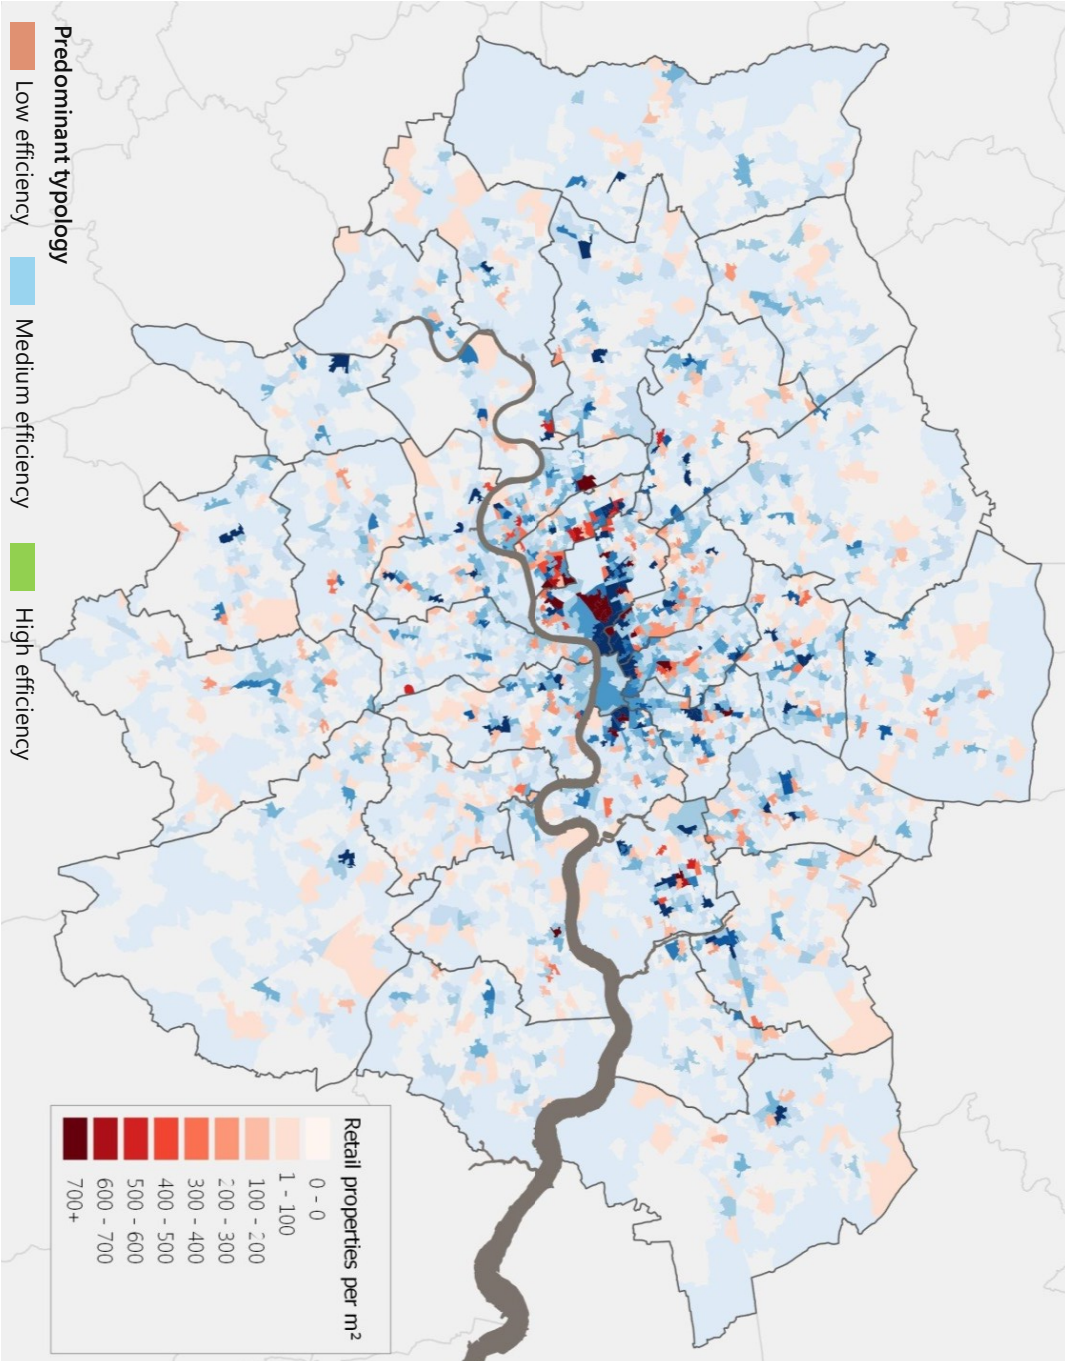 Predominant typology
Low efficiency
Medium efficiency
High efficiency
Retail properties per m²
0 - 0
1 - 100
100 - 200
200 - 300
300 - 400
400 - 500
500 - 600
600 - 700
700+